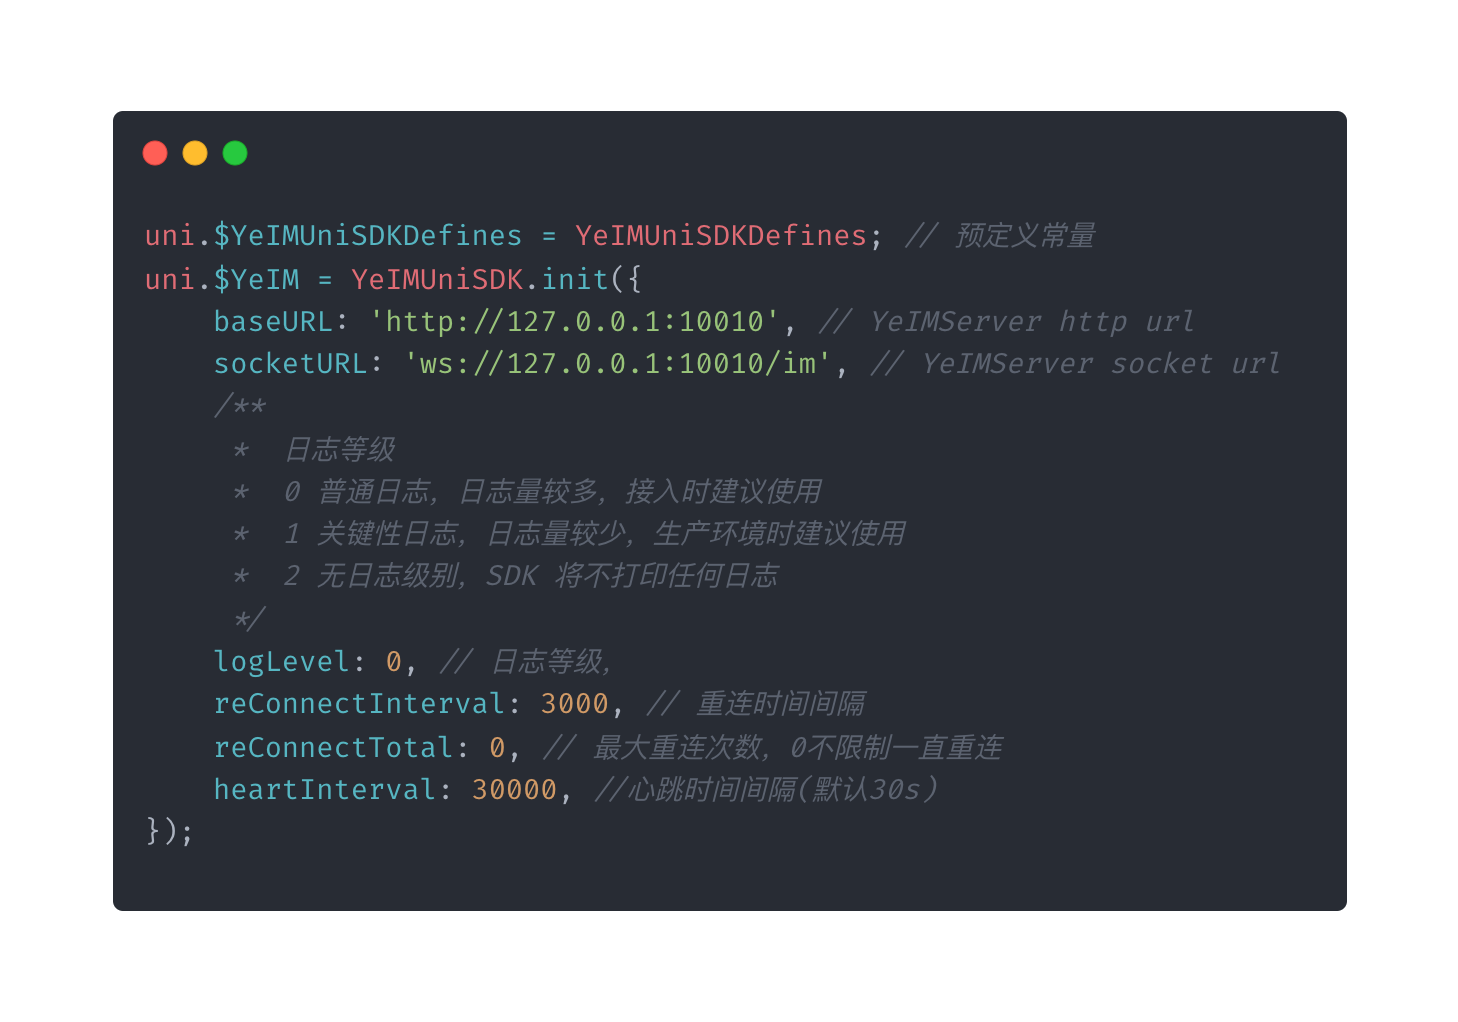 uni.$YeIMUniSDKDefines = YeIMUniSDKDefines; // 预定义常量
uni.$YeIM = YeIMUniSDK.init({
    baseURL: 'http://127.0.0.1:10010', // YeIMServer http url
    socketURL: 'ws://127.0.0.1:10010/im', // YeIMServer socket url
    /**
     *  日志等级
     *  0 普通日志，日志量较多，接入时建议使用
     *  1 关键性日志，日志量较少，生产环境时建议使用
     *  2 无日志级别，SDK 将不打印任何日志
     */
    logLevel: 0, // 日志等级，
    reConnectInterval: 3000, // 重连时间间隔
    reConnectTotal: 0, // 最大重连次数，0不限制一直重连
    heartInterval: 30000, //心跳时间间隔(默认30s)
});